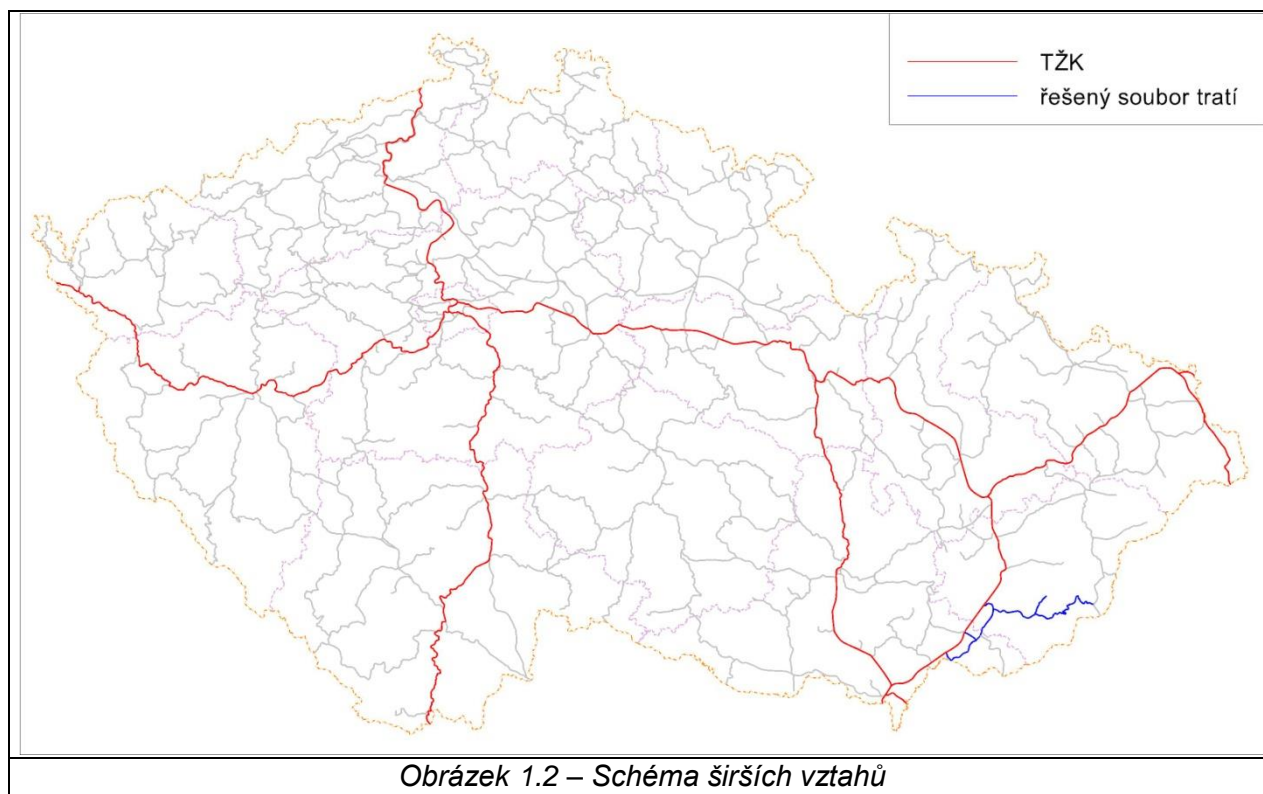 TŽK
řešený soubor tratí
Obrázek 1.2 – Schéma širších vztahů